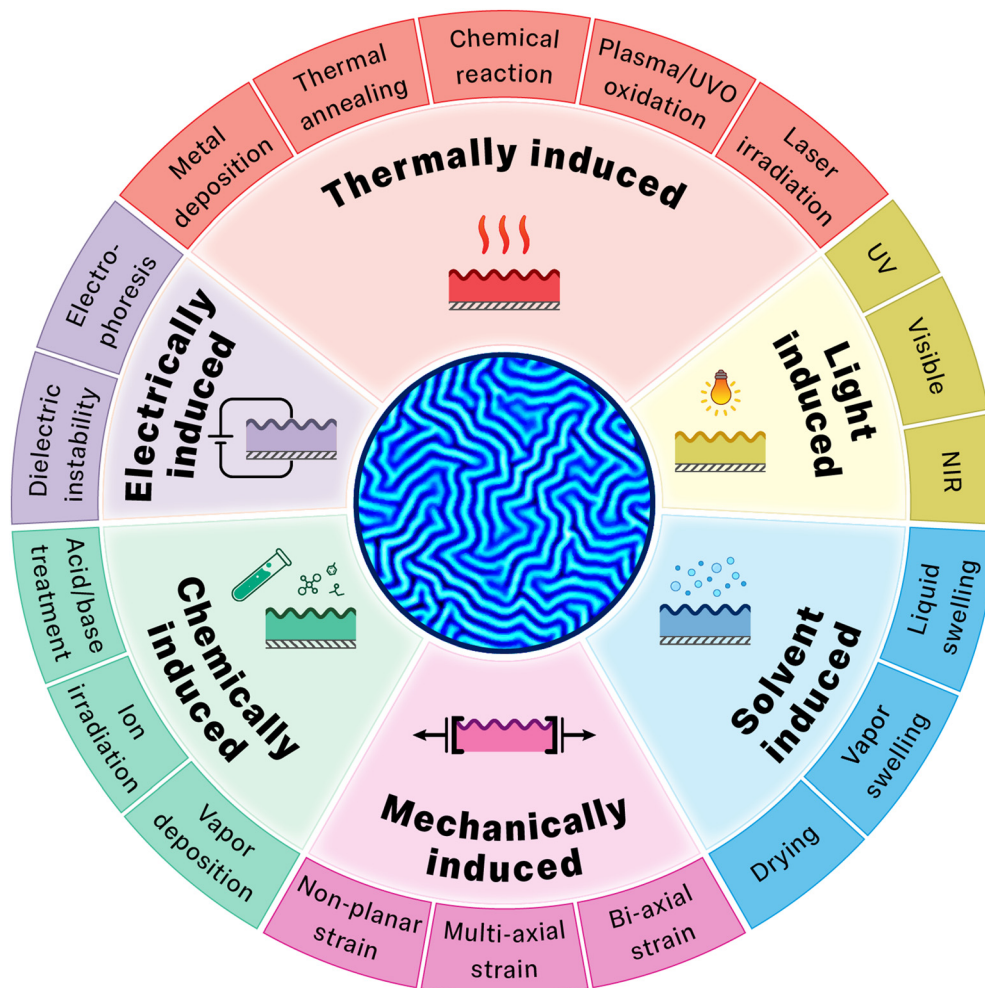 Thermally induced
Metal
deposition
Thermal
annealing
Chemical
reaction
Plasma/UVO
oxidation
Laser
irradiation
Light
induced
UV
Visible
NIR
Solvent
induced
Liquid
swelling
Vapor
swelling
Drying
Mechanically
induced
Bi-axial
strain
Multi-axial
strain
Non-planar
strain
Chemically
induced
Vapor
deposition
Ion
irradiation
Acid/base
treatment
Electrically
induced
Dielectric
instability
Electro-
phoresis